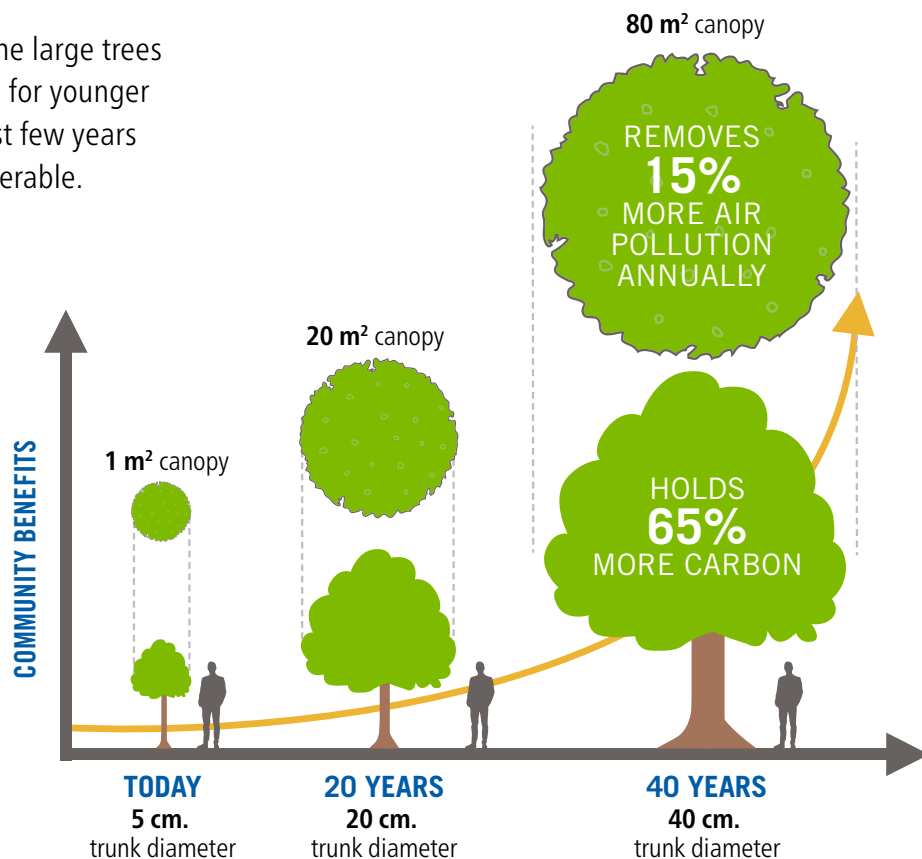 he large trees
for younger
st few years
erable.
80 m² canopy
REMOVES
15%
MORE AIR
POLLUTION
ANNUALLY
20 m² canopy
1 m² canopy
HOLDS
65%
MORE CARBON
COMMUNITY BENEFITS
TODAY
5 cm.
trunk diameter
20 YEARS
20 cm.
trunk diameter
40 YEARS
40 cm.
trunk diameter